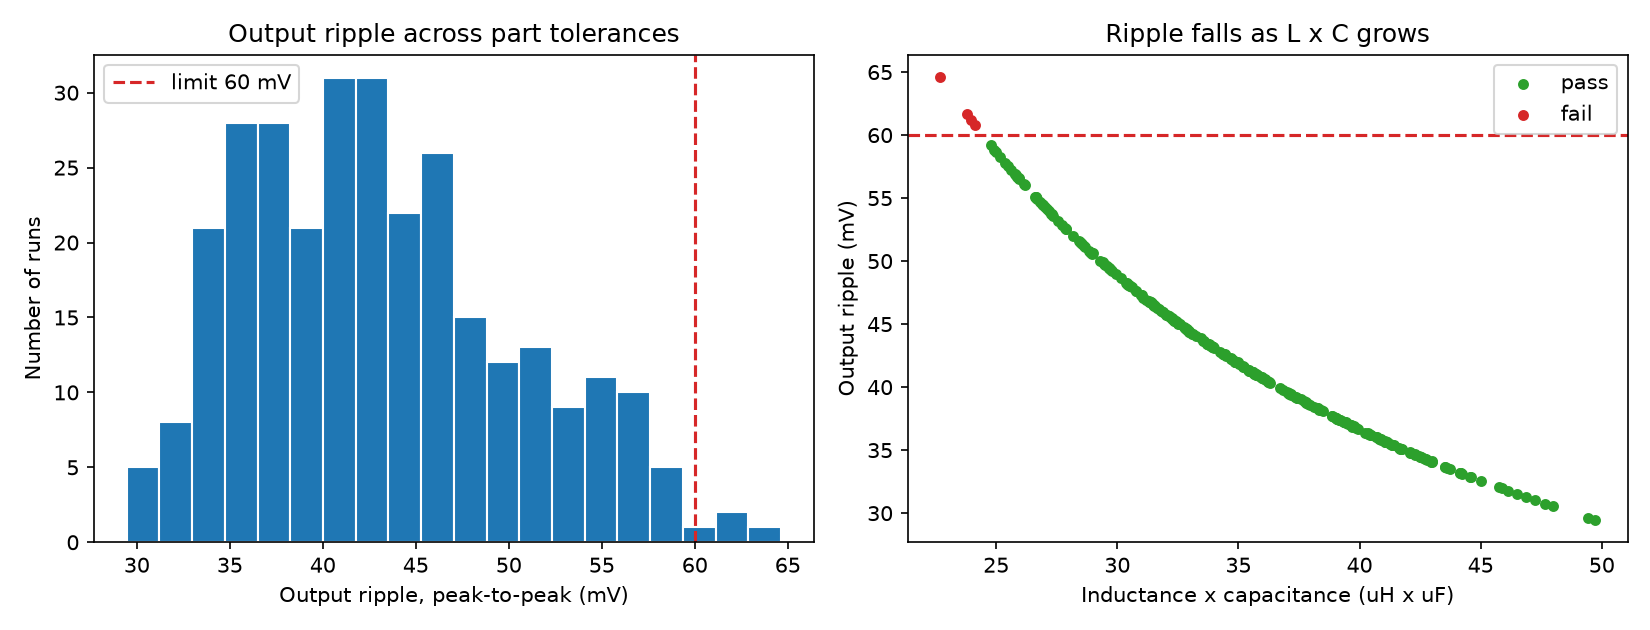 Output ripple across part tolerances
limit 60 mV
Number of runs
30
25
20
15
10
5
0
30 35 40 45 50 55 60 65
Output ripple, peak-to-peak (mV)
Ripple falls as L x C grows
pass
fail
Output ripple (mV)
65
60
55
50
45
40
35
30
25 30 35 40 45 50
Inductance x capacitance (uH x uF)